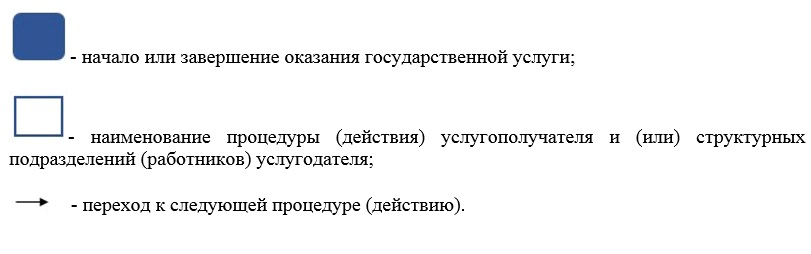 - начало или завершение оказания государственной услуги;
- наименование процедуры (действия) услугополучателя и (или) структурных
подразделений (работников) услугодателя;
- переход к следующей процедуре (действию).